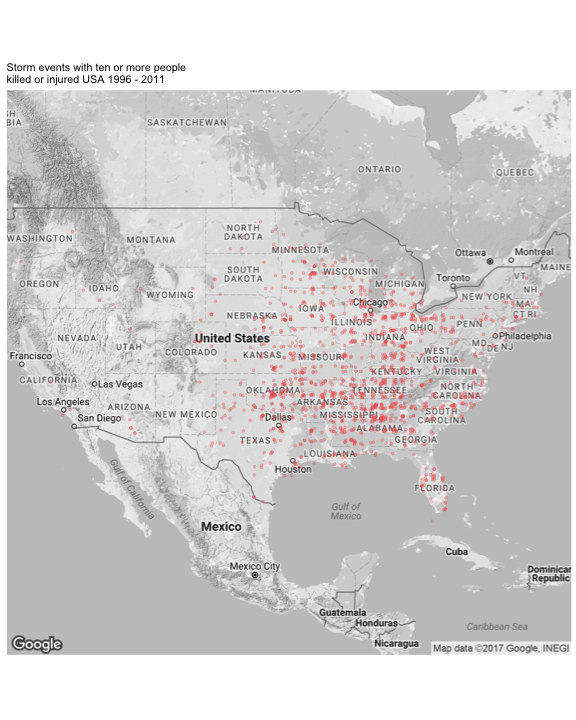 Storm events with ten or more people
killed or injured USA 1996 - 2011
SASKATCHEWAN
ONTARIO
QUEBEC
WASHINGTON
MONTANA
NORTH
DAKOTA
MINNESOTA
Ottawa
Montreal
MAINE
OREGON
IDAHO
SOUTH
DAKOTA
WISCONSIN
MICHIGAN
Toronto
VT
NH
WYOMING
NEW YORK
MA
CT RI
IOWA
Chicago
NEBRASKA
ILLINOIS
OHIO
PENN
Philadelphia
NEVADA
UTAH
United States
INDIANA
MD
DE NJ
COLORADO
KANSAS
MISSOURI
WEST
VIRGINIA
Francisco
KENTUCKY
VIRGINIA
CALIFORNIA
Las Vegas
OKLAHOMA
TENNESSEE
NORTH
CAROLINA
Los Angeles
ARIZONA
NEW MEXICO
ARKANSAS
San Diego
Dallas
MISSISSIPPI
SOUTH
CAROLINA
ALABAMA
TEXAS
GEORGIA
LOUISIANA
Houston
Gulf of
California
FLORIDA
Gulf of
Mexico
Mexico
Cuba
Mexico City
Dominican
Republic
Guatemala
Honduras
Caribbean Sea
Nicaragua
Google
Map data ©2017 Google, INEGI